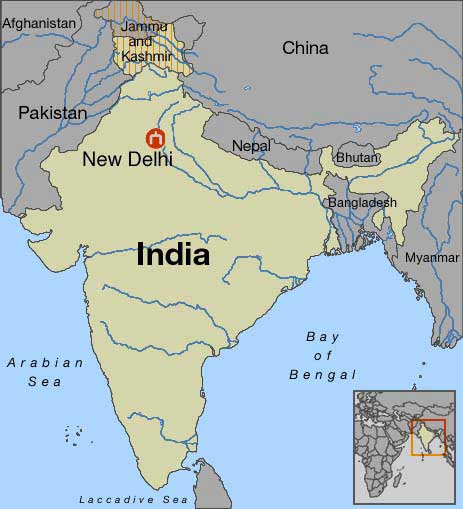 Afghanistan
Jammu
and
Kashmir
China
Pakistan
Nepal
Bhutan
New Delhi
Bangladesh
India
Myanmar
Bay
of
Bengal
Arabian
Sea
Laccadive Sea